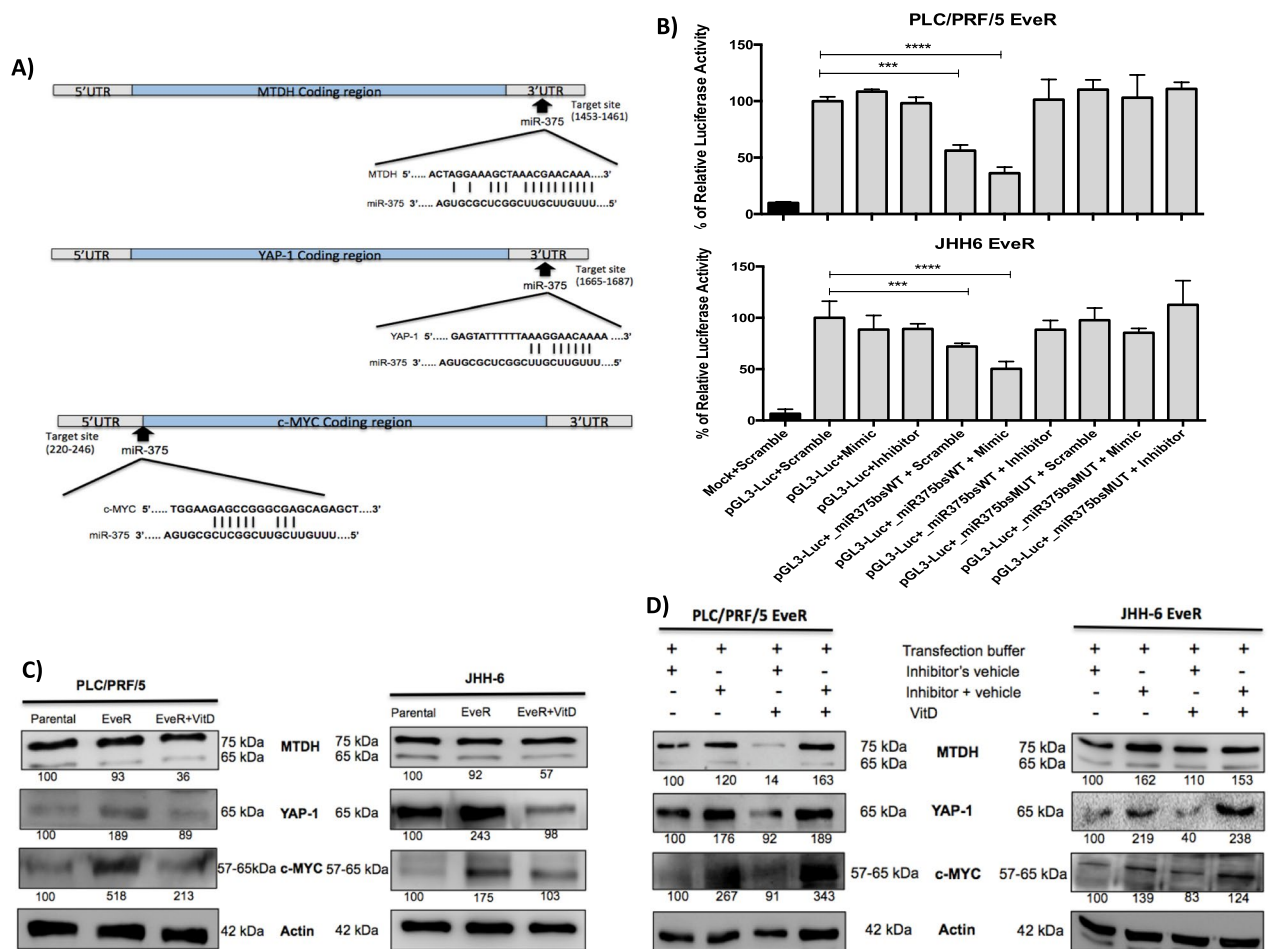 A)
5'UTR MTDH Coding region 3'UTR
Target site
(1453-1461)
miR-375
MTDH 5'..... ACTAGGAAAGCTAAACGAACAAA....3'
miR-375 3'..... AGUGCGCUCGGCUUGCUUGUUU....5'
5'UTR YAP-1 Coding region 3'UTR
Target site
(1665-1687)
miR-375
YAP-1 5'..... GAGTATTTTTTAAAGGAACAAAA ....3'
miR-375 3'..... AGUGCGCUCGGCUUGCUUGUUU....5'
5'UTR c-MYC Coding region 3'UTR
Target site
(220-246)
miR-375
c-MYC 5'..... TGGAAGAGCCGGGCGAGCAGAGCT....3'
miR-375 3'..... AGUGCGCUCGGCUUGCUUGUUU....5'
B)
PLC/PRF/5 EveR
% of Relative Luciferase Activity
150
100
50
0
****
***
JHH6 EveR
% of Relative Luciferase Activity
150
100
50
0
****
***
Mock+Scramble
pGL3-Luc+Scramble
pGL3-Luc+Mimic
pGL3-Luc+Inhibitor
pGL3-Luc+_miR375bsWT + Scramble
pGL3-Luc+_miR375bsWT + Mimic
pGL3-Luc+_miR375bsWT + Inhibitor
pGL3-Luc+_miR375bsMUT + Scramble
pGL3-Luc+_miR375bsMUT + Mimic
pGL3-Luc+_miR375bsMUT + Inhibitor
C)
PLC/PRF/5 JHH-6
Parental EveR EveR+VitD Parental EveR EveR+VitD
75 kDa MTDH 75 kDa
65 kDa 65 kDa
100 93 36 100 92 57
65 kDa YAP-1 65 kDa
100 189 89 100 243 98
57-65kDa c-MYC 57-65 kDa
100 518 213 100 175 103
42 kDa Actin 42 kDa
D)
PLC/PRF/5 EveR JHH-6 EveR
+ + + + Transfection buffer + + + +
+ - + - Inhibitor's vehicle + - + -
- + - + Inhibitor + vehicle - + - +
- - + + VitD - - + +
75 kDa MTDH 75 kDa
65 kDa 65 kDa
100 120 14 163 100 162 110 153
65 kDa YAP-1 65 kDa
100 176 92 189 100 219 40 238
57-65 kDa c-MYC 57-65 kDa
100 267 91 343 100 139 83 124
42 kDa Actin 42 kDa